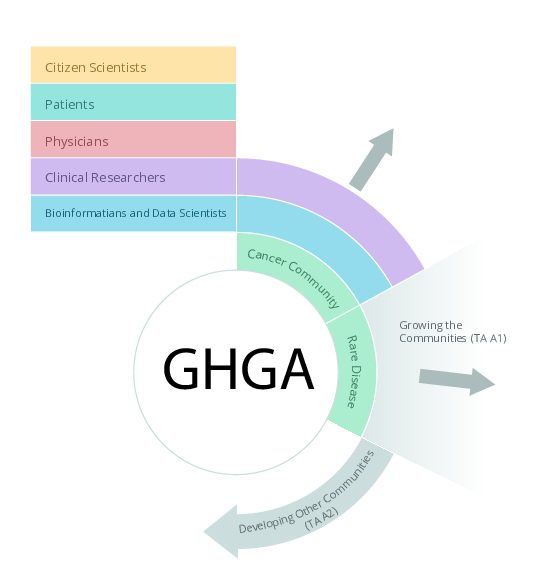 Citizen Scientists
Patients
Physicians
Clinical Researchers
Bioinformatians and Data Scientists
Cancer Community
Rare Disease
GHGA
Growing the
Communities (TA A1)
Developing Other Communities
(TA A2)